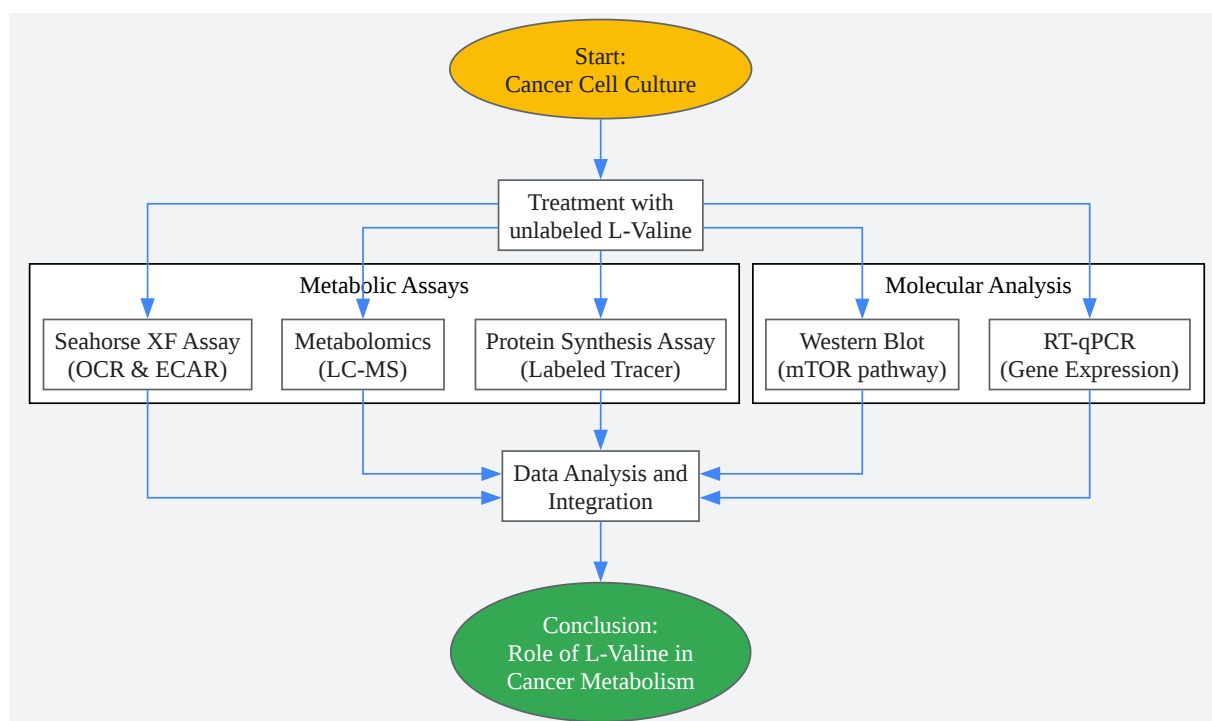 Start:
Cancer Cell Culture
Treatment with
unlabeled L-Valine
Metabolic Assays
Molecular Analysis
Seahorse XF Assay
(OCR & ECAR)
Metabolomics
(LC-MS)
Protein Synthesis Assay
(Labeled Tracer)
Western Blot
(mTOR pathway)
RT-qPCR
(Gene Expression)
Data Analysis and
Integration
Conclusion:
Role of L-Valine in
Cancer Metabolism